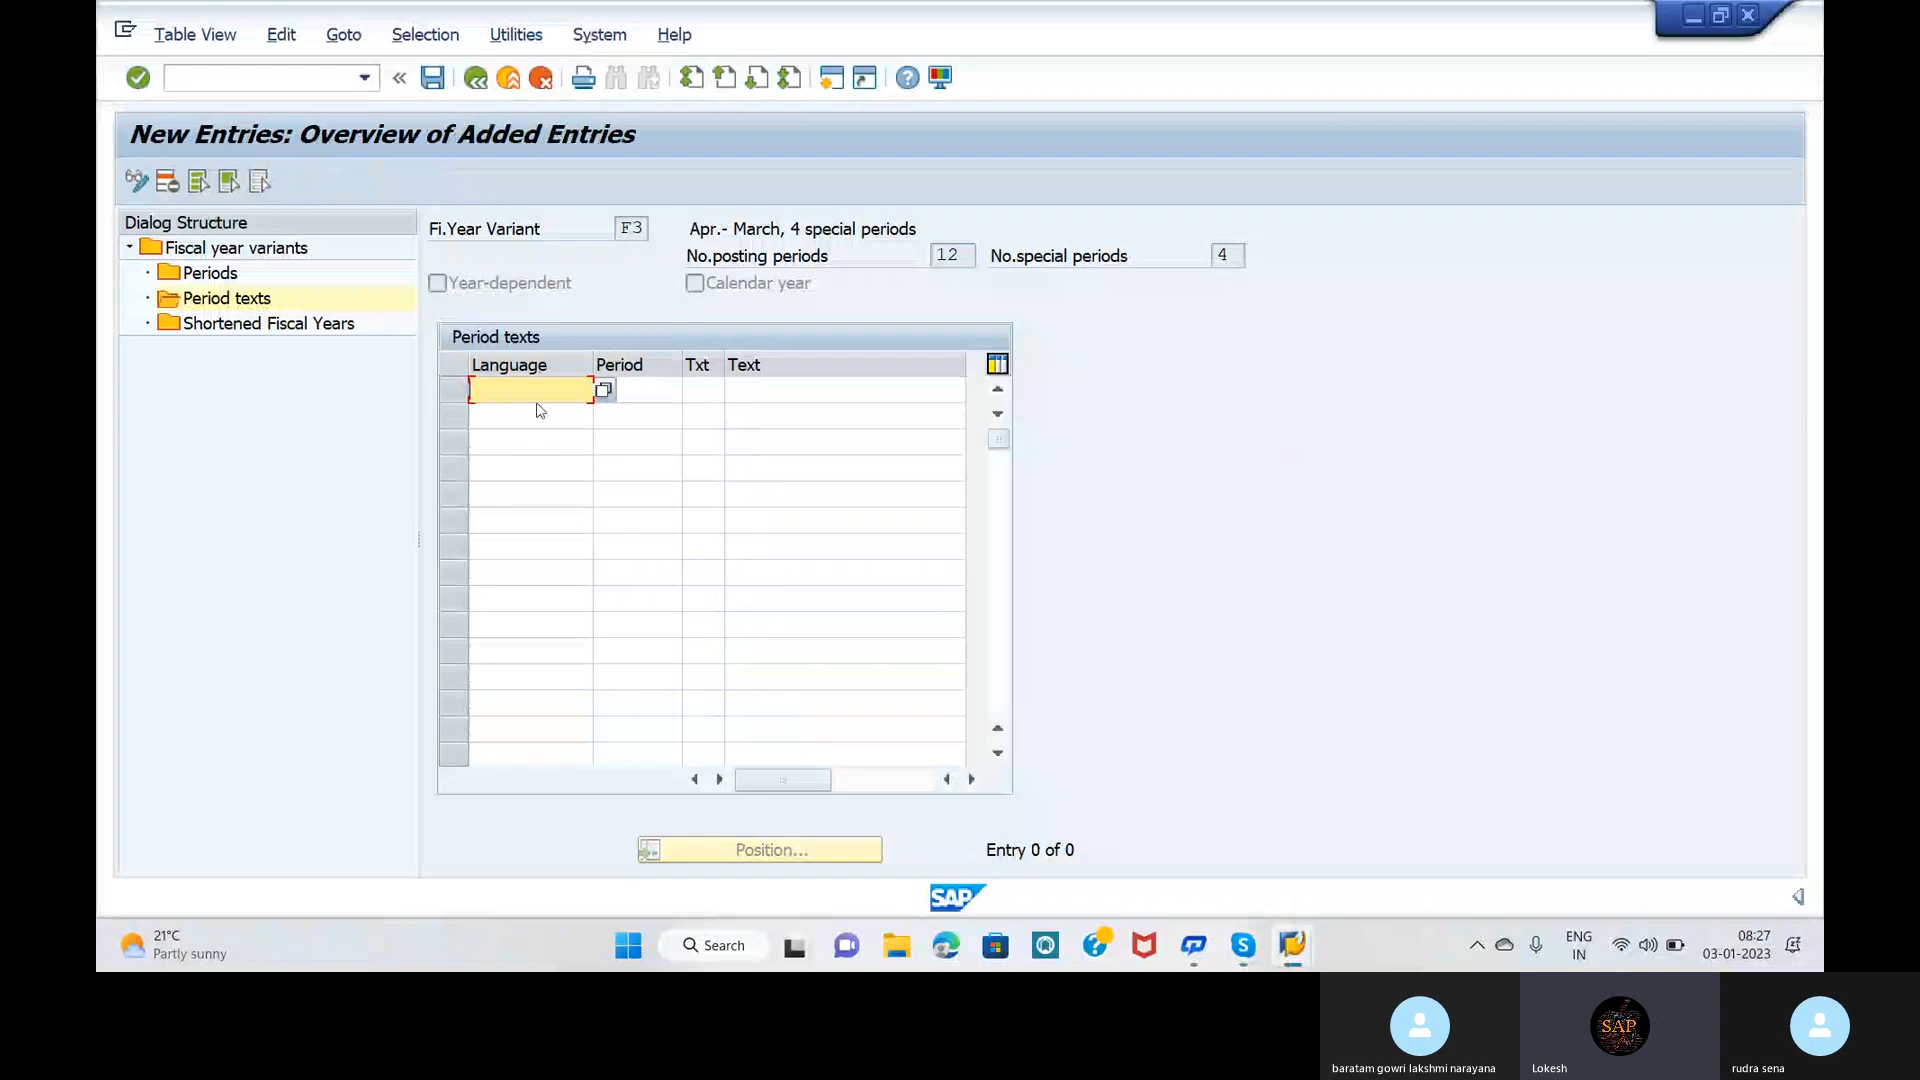 Table View Edit Goto Selection Utilities System Help
New Entries: Overview of Added Entries
Dialog Structure
Fiscal year variants
Periods
Period texts
Shortened Fiscal Years
Fi.Year Variant F3 Apr.- March, 4 special periods
No.posting periods 12 No.special periods 4
Year-dependent Calendar year
Period texts
Language Period Txt Text
Position... Entry 0 of 0
SAP
21°C
Partly sunny
Search
ENG
IN
08:27
03-01-2023
SAP
baratam gowri lakshmi narayana Lokesh rudra sena